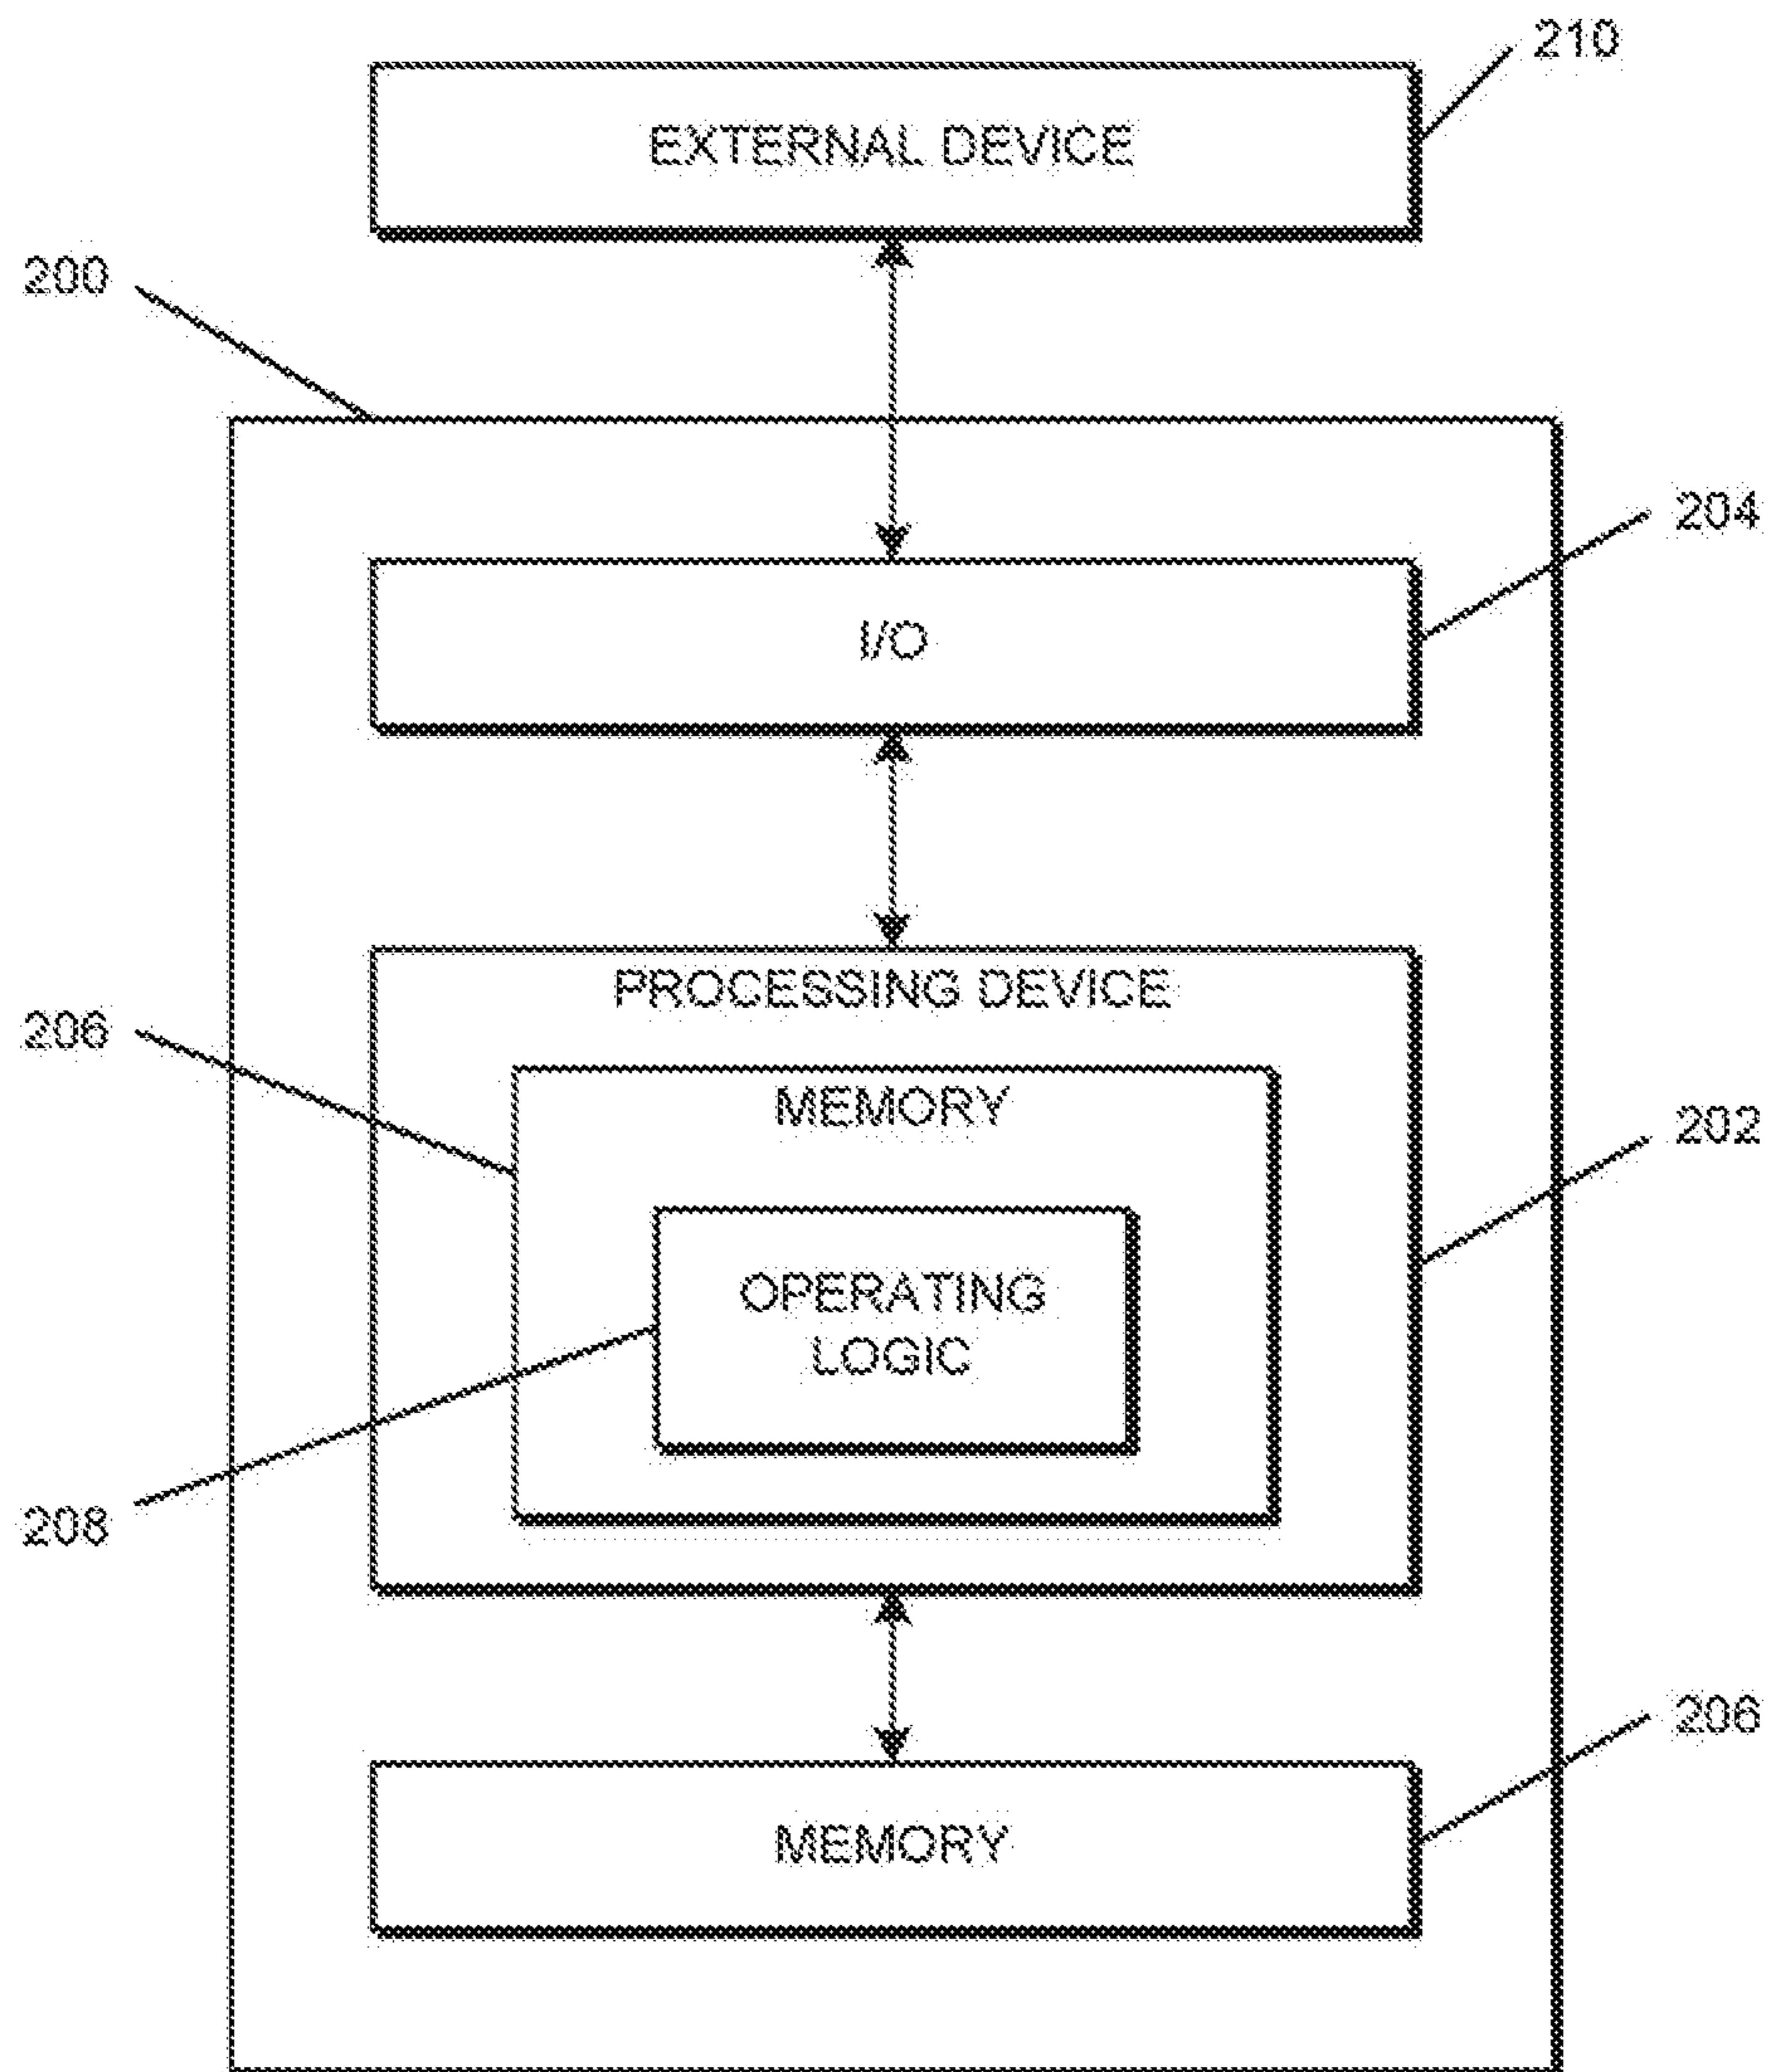 210
EXTERNAL DEVICE
200
204
I/O
PROCESSING DEVICE
206
MEMORY
202
OPERATING
LOGIC
208
206
MEMORY